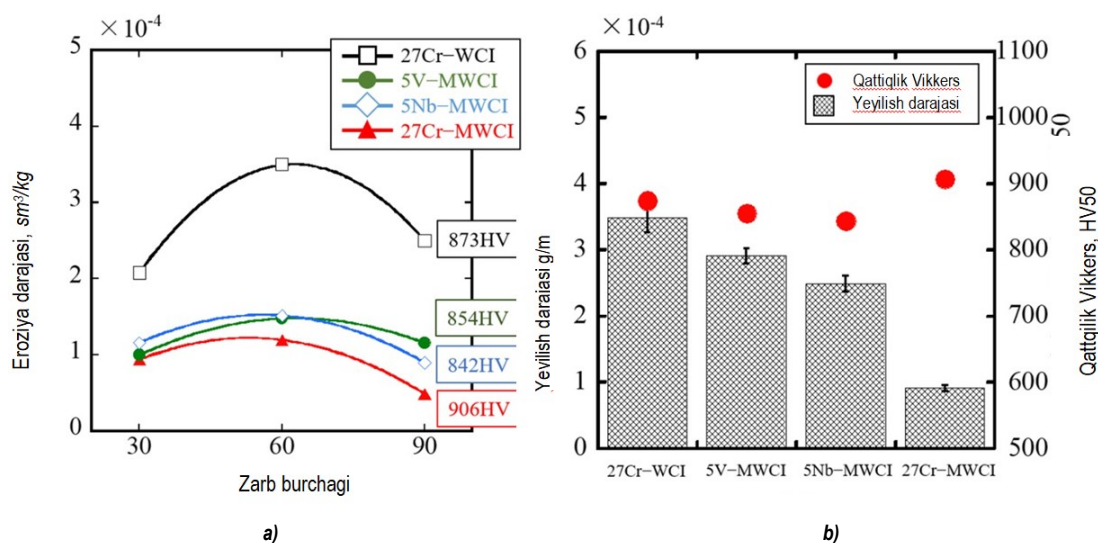 × 10⁻⁴
5
4
3
2
1
0
30
60
90
Eroziya darajasi, sm³/kg
Zarb burchagi
27Cr−WCI
5V−MWCI
5Nb−MWCI
27Cr−MWCI
873HV
854HV
842HV
906HV
a)
× 10⁻⁴
6
5
4
3
2
1
0
Yevilish daraiasi g/m
Qattiqlik Vikkers
Yeyilish darajasi
1100
1000
900
800
700
600
500
50
Qattqilik Vikkers, HV50
27Cr−WCI
5V−MWCI
5Nb−MWCI
27Cr−MWCI
b)